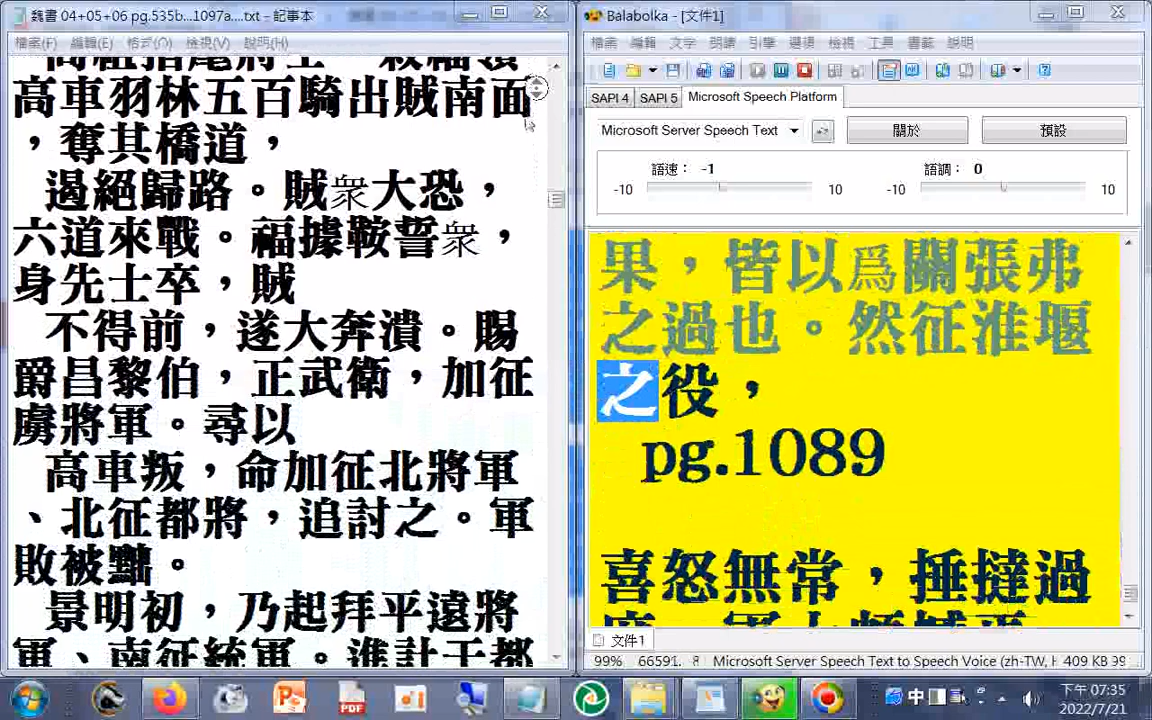 魏書 04+05+06 pg.535b...1097a....txt - 記事本
檔案(F) 編輯(E) 格式(O) 檢視(V) 說明(H)
高車羽林五百騎出賊南面
，奪其橋道，
遏絕歸路。賊衆大恐，
六道來戰。福據鞍誓衆，
身先士卒，賊
不得前，遂大奔潰。賜
爵昌黎伯，正武衛，加征
虜將軍。尋以
高車叛，命加征北將軍
、北征都將，追討之。軍
敗被黜。
景明初，乃起拜平遠將
軍、南征統軍。進計于都
Balabolka - [文件1]
檔案 編輯 文字 朗讀 引擎 選項 檢視 工具 書籤 說明
SAPI 4 SAPI 5 Microsoft Speech Platform
Microsoft Server Speech Text 關於 預設
語速： -1 語調： 0
-10 10 -10 10
果，皆以爲關張弗
之過也。然征淮堰
之役，
pg.1089
喜怒無常，捶撻過
文件1
99% 66591. Microsoft Server Speech Text to Speech Voice (zh-TW, H 409 KB
中
下午 07:35
2022/7/21